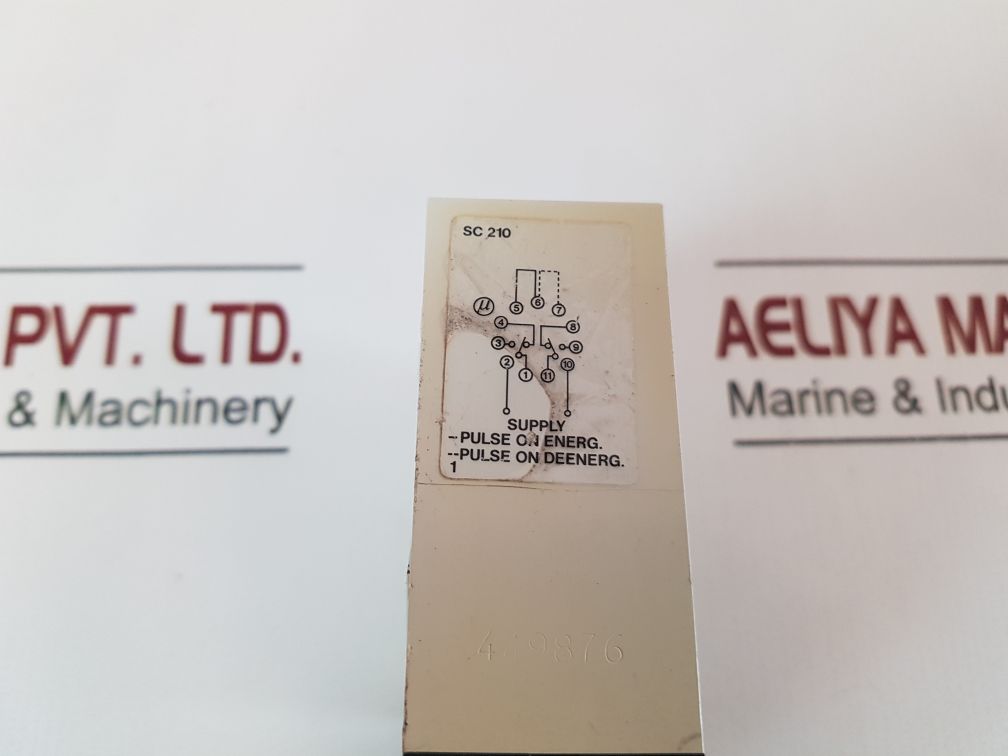 SC 210
μ 5 6 7
4 8
3 9
2 1 11 10
SUPPLY
-PULSE ON ENERG.
--PULSE ON DEENERG.
1
PVT. LTD.
& Machinery
AELIYA MA
Marine & Indu